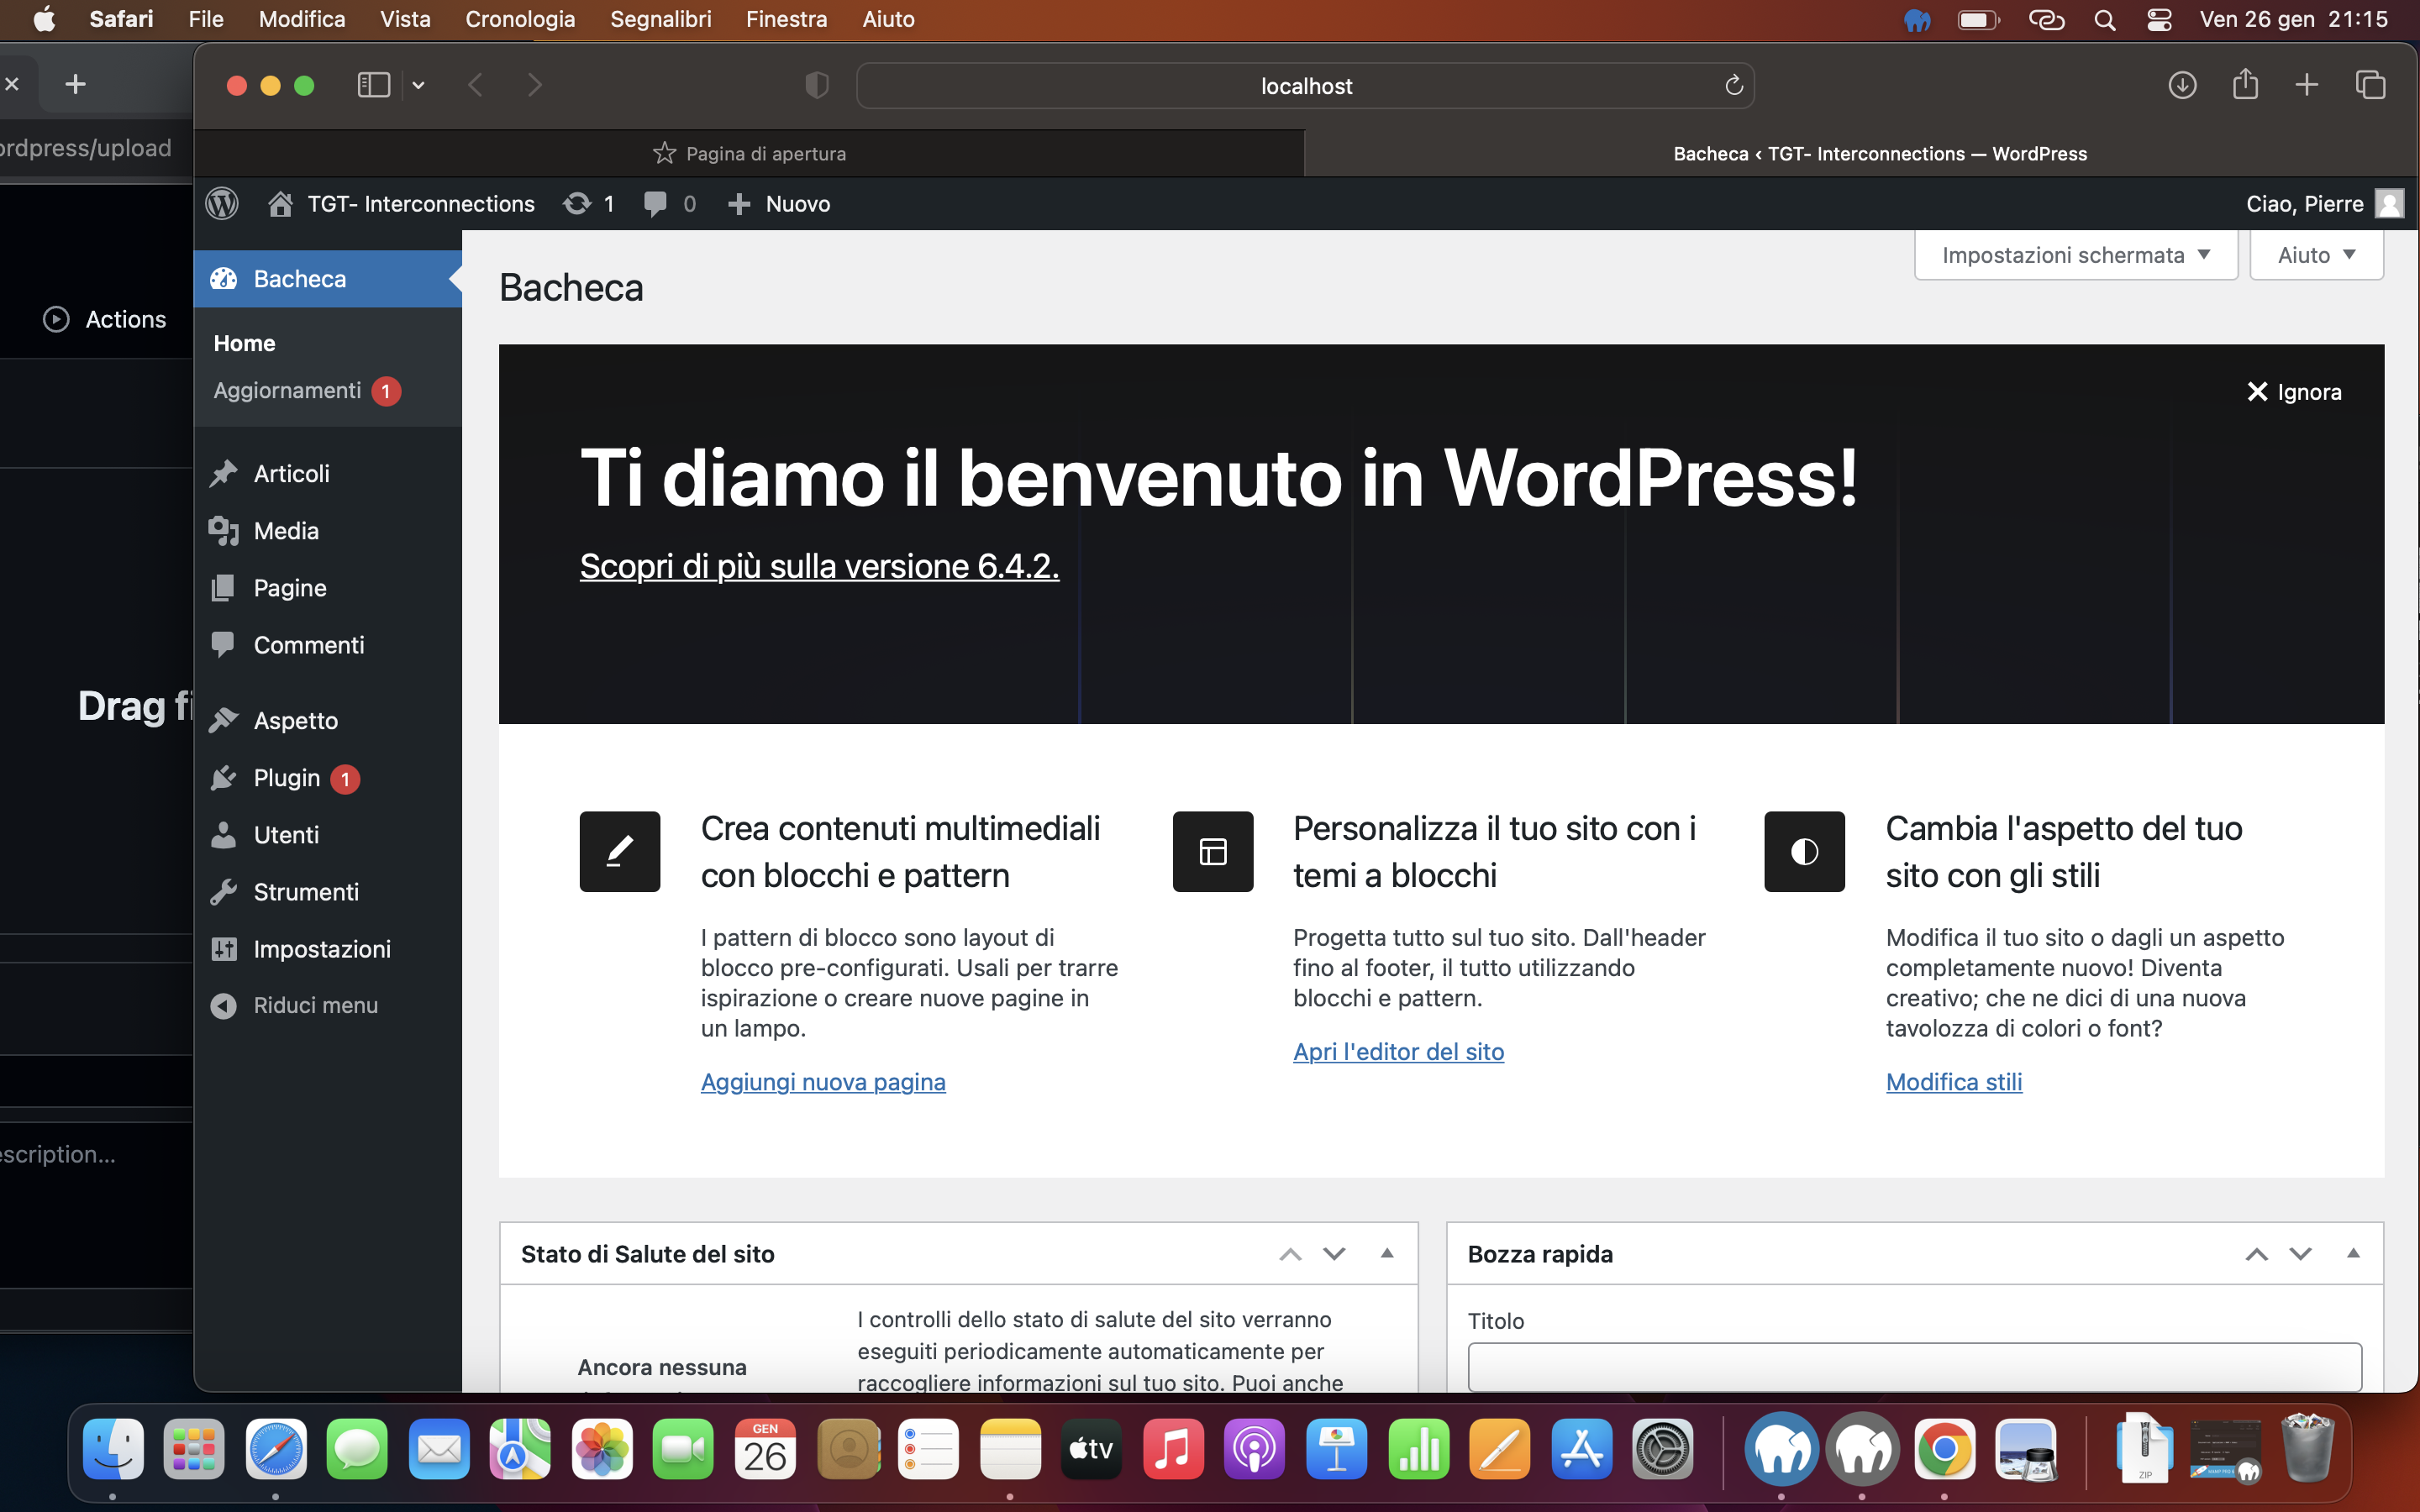 Safari File Modifica Vista Cronologia Segnalibri Finestra Aiuto Ven 26 gen 21:15
localhost
ordpress/upload
Pagina di apertura
Bacheca ‹ TGT- Interconnections — WordPress
TGT- Interconnections 1 0 Nuovo Ciao, Pierre
Impostazioni schermata ▼ Aiuto ▼
Bacheca
Bacheca
Actions
Home
Aggiornamenti 1
Ignora
Ti diamo il benvenuto in WordPress!
Scopri di più sulla versione 6.4.2.
Articoli
Media
Pagine
Commenti
Drag fi
Aspetto
Plugin 1
Utenti
Strumenti
Impostazioni
Riduci menu
Crea contenuti multimediali
con blocchi e pattern
I pattern di blocco sono layout di
blocco pre-configurati. Usali per trarre
ispirazione o creare nuove pagine in
un lampo.
Aggiungi nuova pagina
Personalizza il tuo sito con i
temi a blocchi
Progetta tutto sul tuo sito. Dall'header
fino al footer, il tutto utilizzando
blocchi e pattern.
Apri l'editor del sito
Cambia l'aspetto del tuo
sito con gli stili
Modifica il tuo sito o dagli un aspetto
completamente nuovo! Diventa
creativo; che ne dici di una nuova
tavolozza di colori o font?
Modifica stili
escription...
Stato di Salute del sito
Ancora nessuna
I controlli dello stato di salute del sito verranno
eseguiti periodicamente automaticamente per
raccogliere informazioni sul tuo sito. Puoi anche
Bozza rapida
Titolo
GEN
26
tv
ZIP